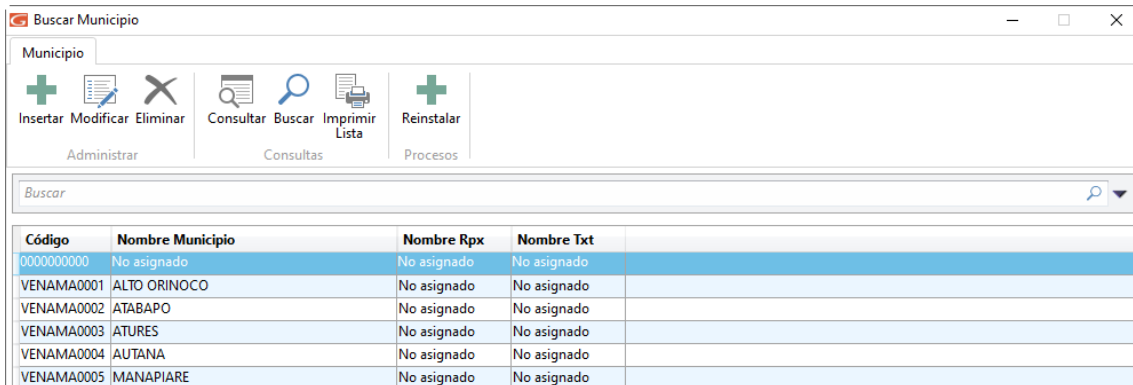 Buscar Municipio
Municipio
Insertar Modificar Eliminar Consultar Buscar Imprimir Lista Reinstalar
Administrar Consultas Procesos
Buscar
Código Nombre Municipio Nombre Rpx Nombre Txt
0000000000 No asignado No asignado No asignado
VENAMA0001 ALTO ORINOCO No asignado No asignado
VENAMA0002 ATABAPO No asignado No asignado
VENAMA0003 ATURES No asignado No asignado
VENAMA0004 AUTANA No asignado No asignado
VENAMA0005 MANAPIARE No asignado No asignado